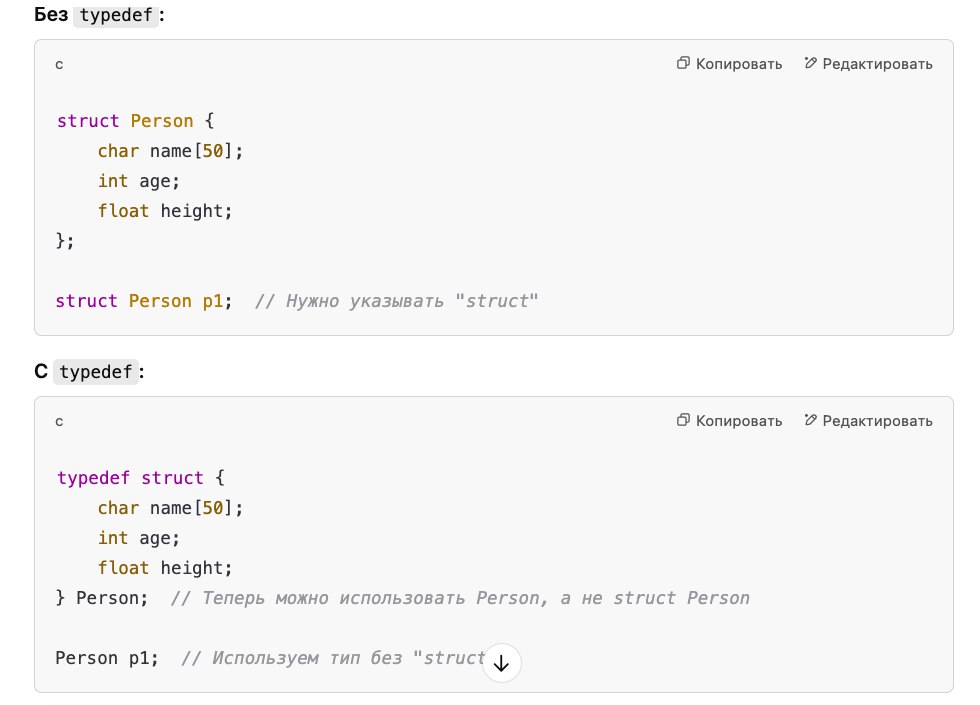 Без typedef:
c Копировать Редактировать
struct Person {
    char name[50];
    int age;
    float height;
};
struct Person p1;  // Нужно указывать "struct"
С typedef:
c Копировать Редактировать
typedef struct {
    char name[50];
    int age;
    float height;
} Person;  // Теперь можно использовать Person, а не struct Person
Person p1;  // Используем тип без "struct